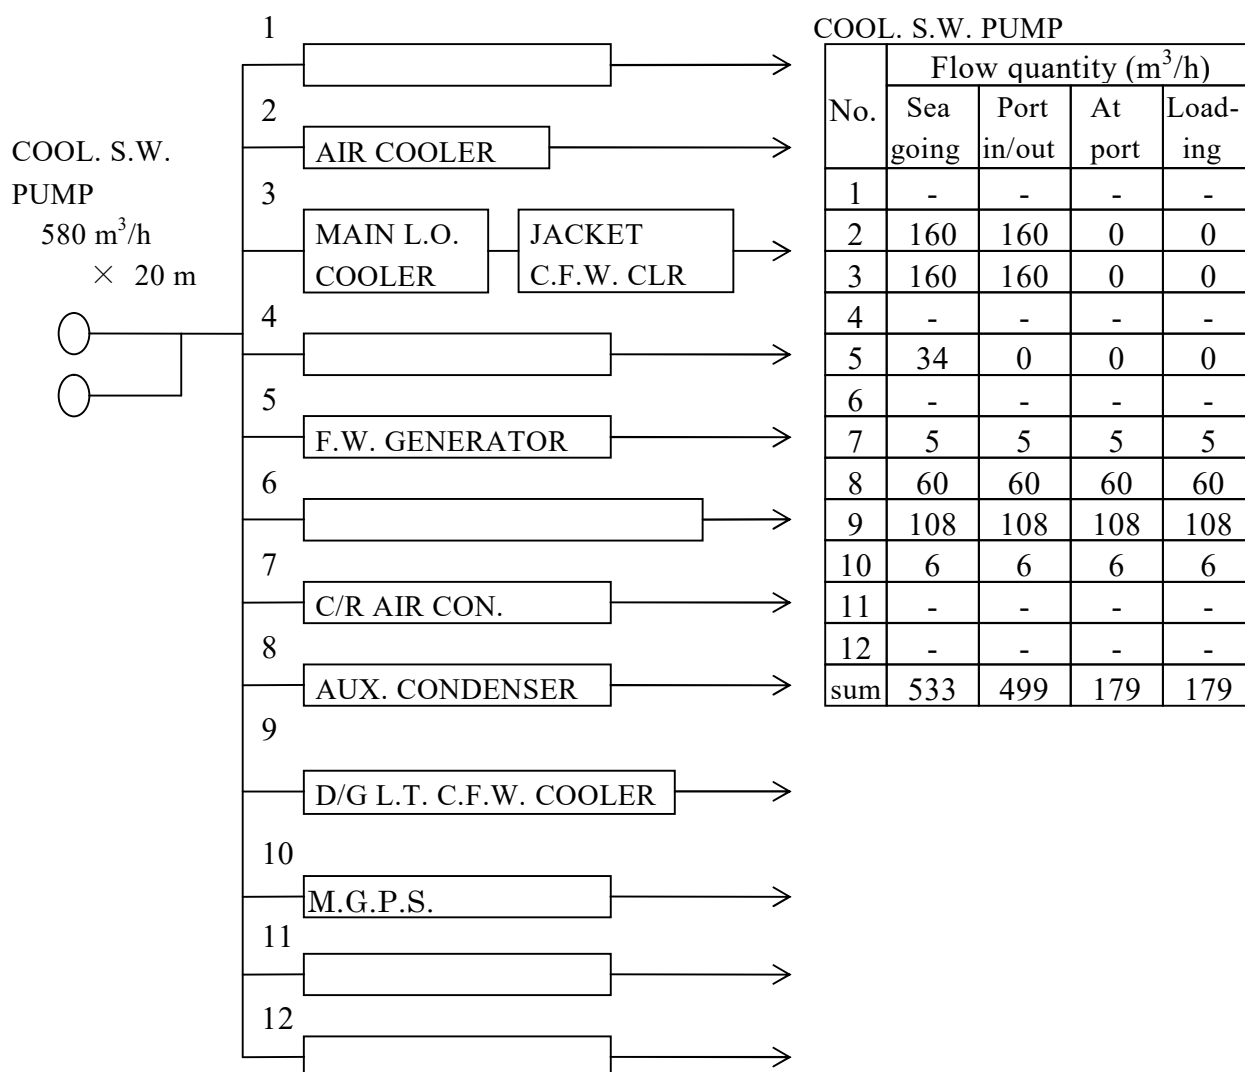 COOL. S.W.
PUMP
580 m³/h
× 20 m
1
2
AIR COOLER
3
MAIN L.O.
COOLER
JACKET
C.F.W. CLR
4
5
F.W. GENERATOR
6
7
C/R AIR CON.
8
AUX. CONDENSER
9
D/G L.T. C.F.W. COOLER
10
M.G.P.S.
11
12
COOL. S.W. PUMP
Flow quantity (m³/h)
No. Sea going Port in/out At port Load-ing
1 - - - -
2 160 160 0 0
3 160 160 0 0
4 - - - -
5 34 0 0 0
6 - - - -
7 5 5 5 5
8 60 60 60 60
9 108 108 108 108
10 6 6 6 6
11 - - - -
12 - - - -
sum 533 499 179 179